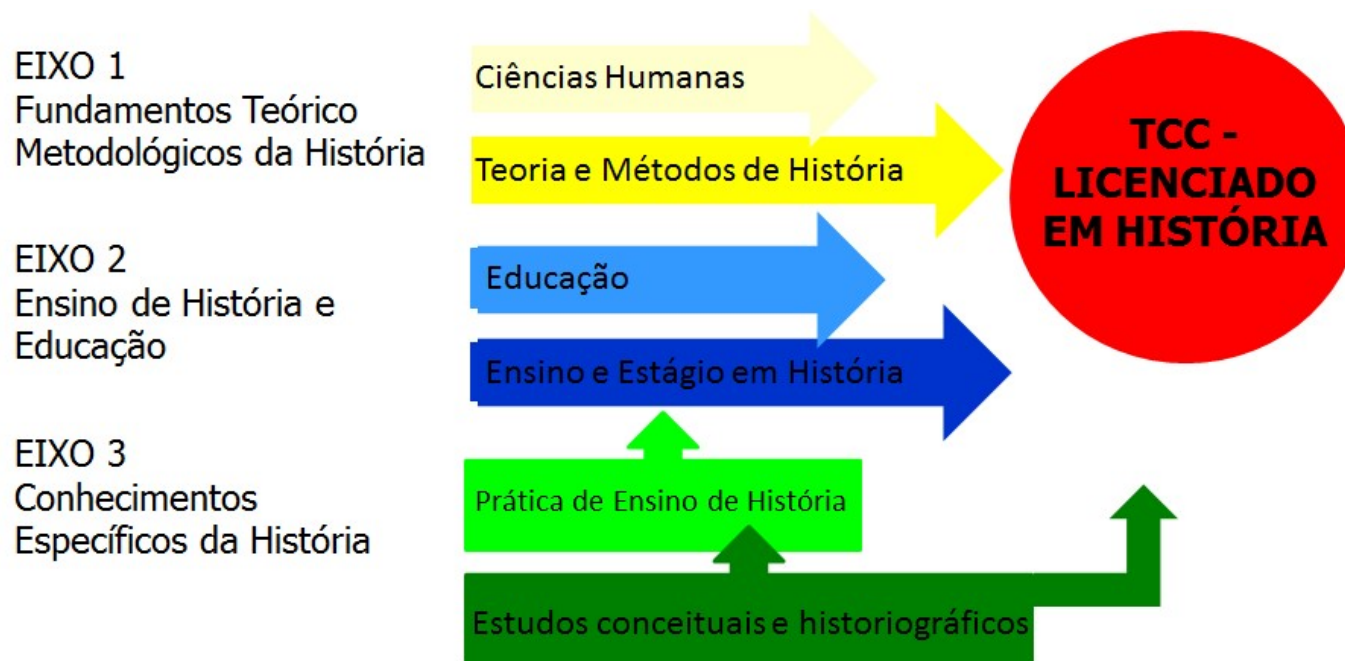 EIXO 1
Fundamentos Teórico
Metodológicos da História
Ciências Humanas
Teoria e Métodos de História
EIXO 2
Ensino de História e
Educação
Educação
Ensino e Estágio em História
EIXO 3
Conhecimentos
Específicos da História
Prática de Ensino de História
Estudos conceituais e historiográficos
TCC -
LICENCIADO
EM HISTÓRIA